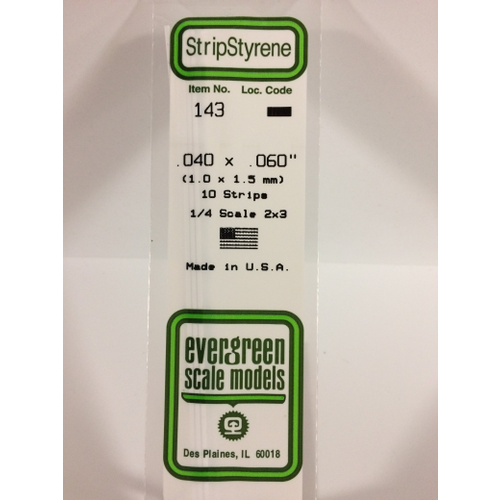 StripStyrene
Item No. Loc. Code
143
.040 x .060"
(1.0 x 1.5 mm)
10 Strips
1/4 Scale 2x3
Made in U.S.A.
evergreen
scale models
Des Plaines, IL 60018